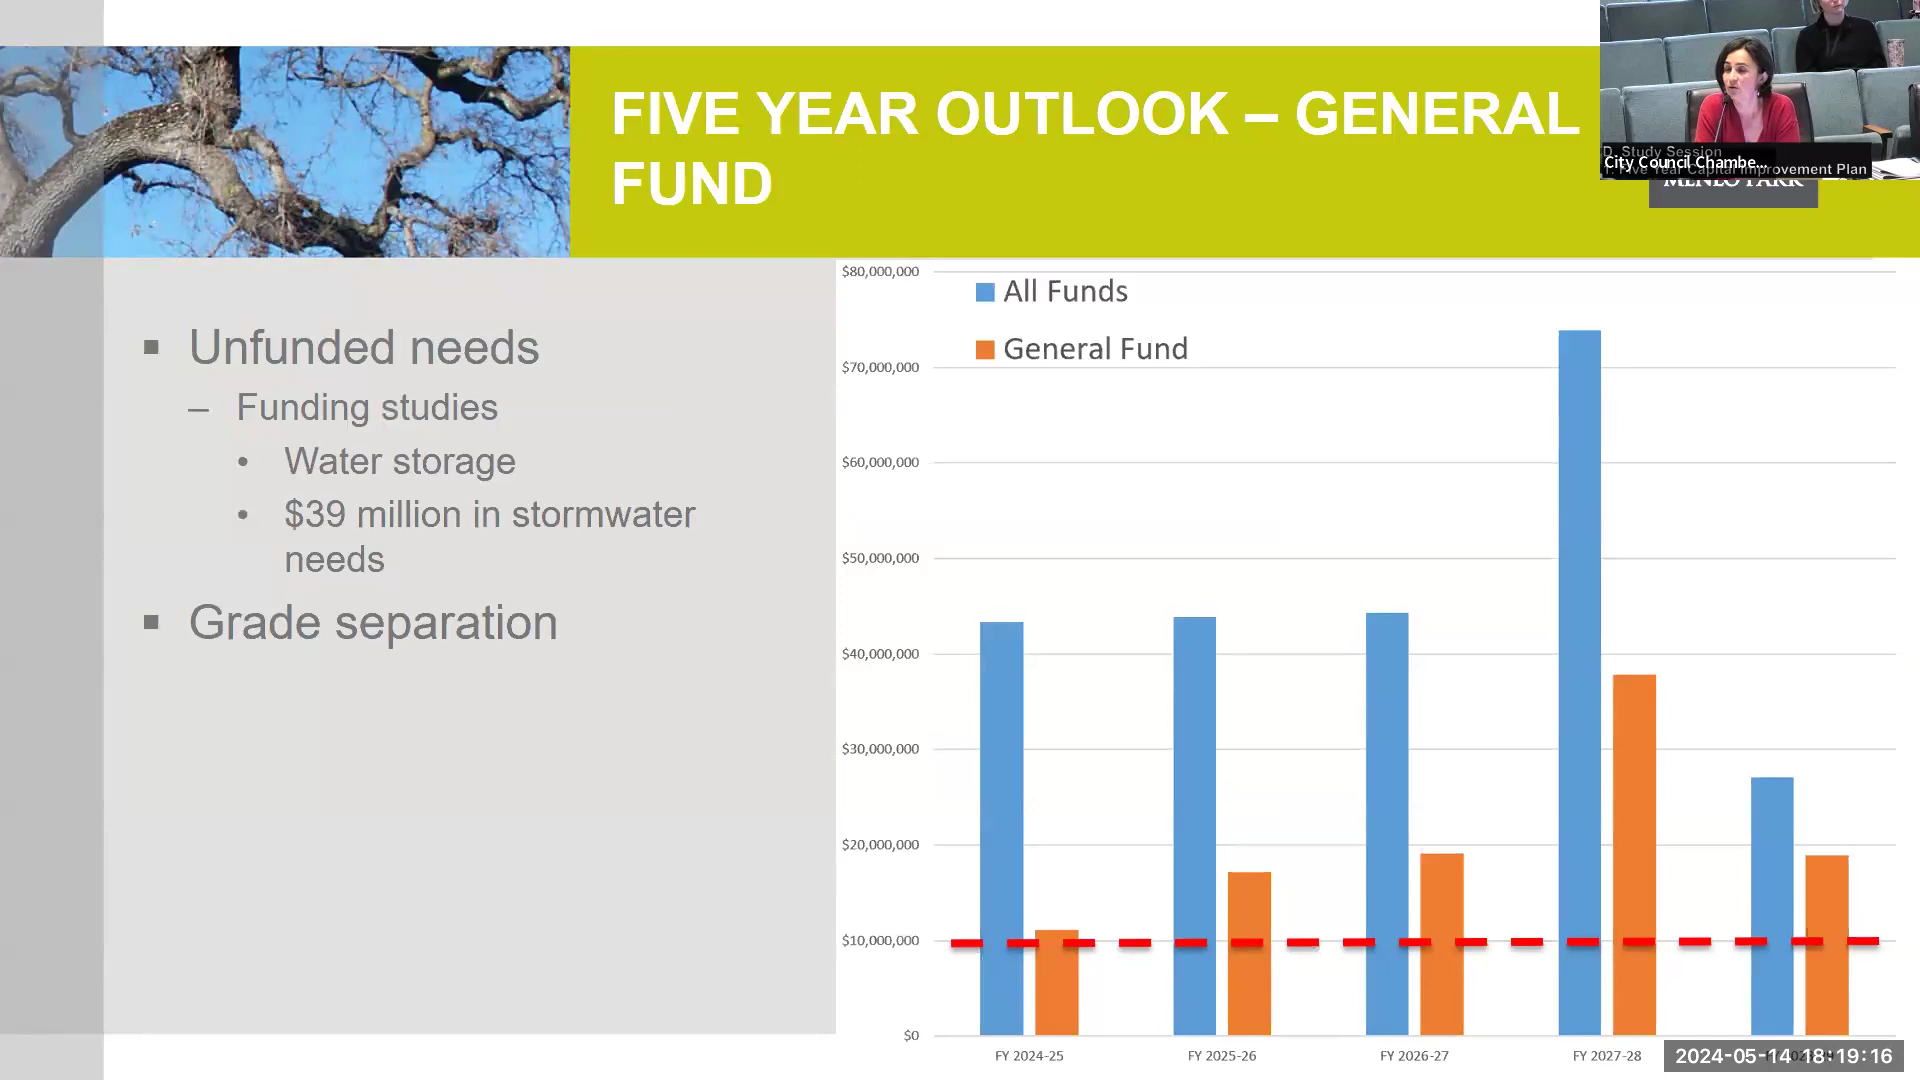 FIVE YEAR OUTLOOK – GENERAL
FUND
D. Study Session
City Council Chambe...
1. Five Year Capital Improvement Plan
MENLO PARK
▪ Unfunded needs
– Funding studies
• Water storage
• $39 million in stormwater
needs
▪ Grade separation
All Funds
General Fund
$80,000,000
$70,000,000
$60,000,000
$50,000,000
$40,000,000
$30,000,000
$20,000,000
$10,000,000
$0
FY 2024-25
FY 2025-26
FY 2026-27
FY 2027-28
2024-05-14 18:19:16